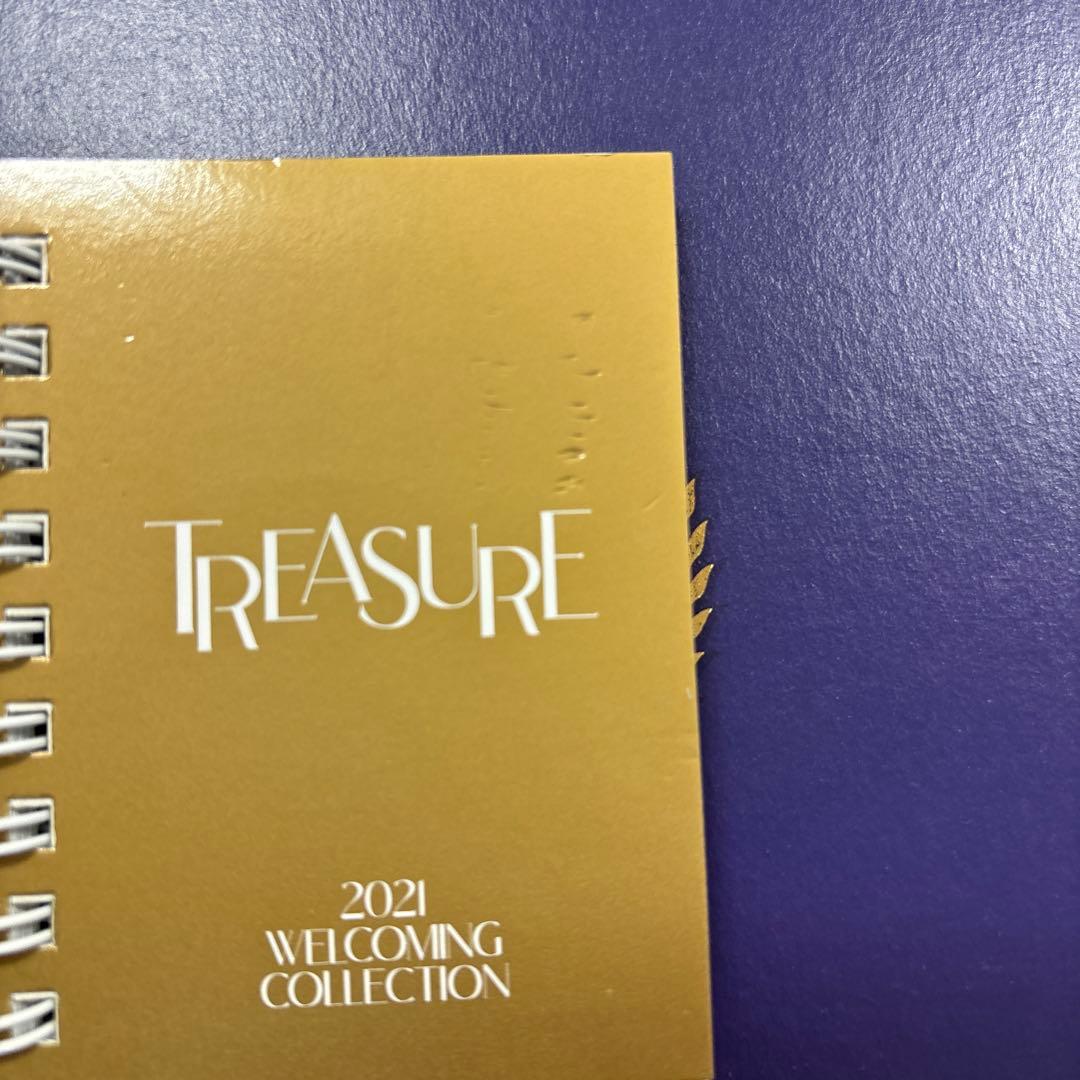 TREASURE
2021
WELCOMING
COLLECTION